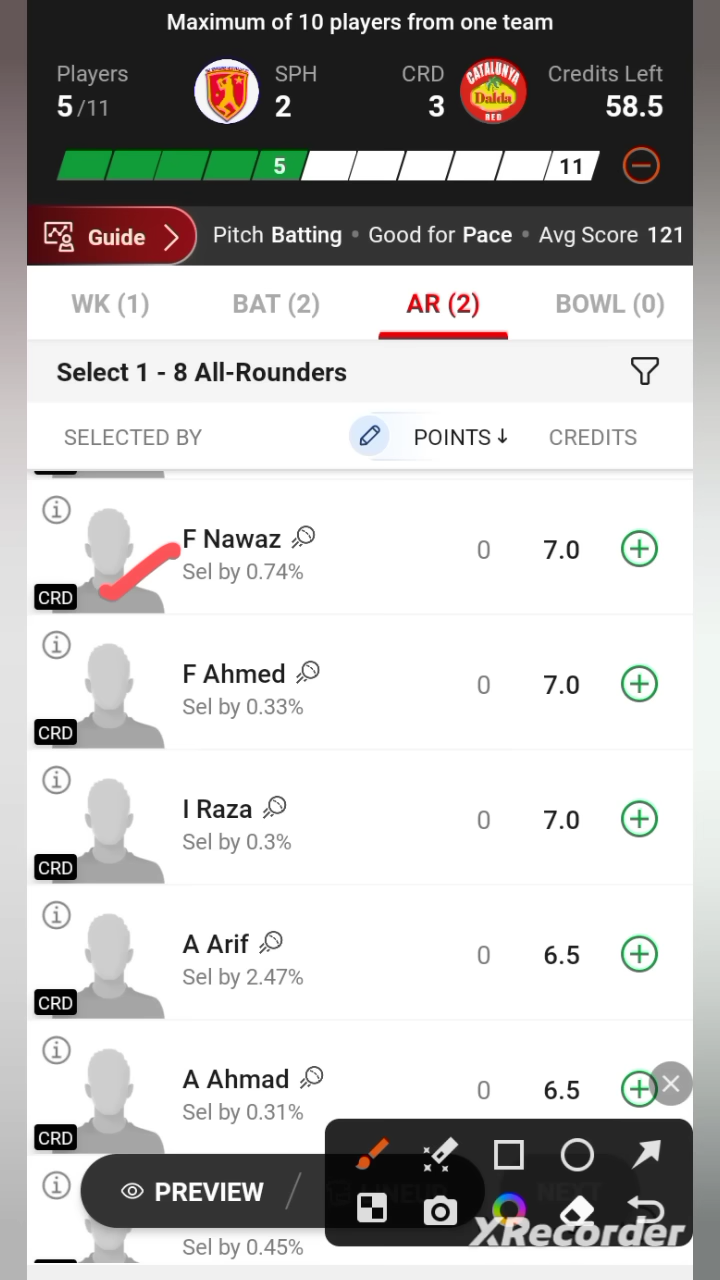 Maximum of 10 players from one team
Players SPH CRD Credits Left
5/11 2 3 58.5
CATALUNYA
Dalda
RED
5 11
Guide Pitch Batting • Good for Pace • Avg Score 121
WK (1) BAT (2) AR (2) BOWL (0)
Select 1 - 8 All-Rounders
SELECTED BY POINTS CREDITS
F Nawaz
Sel by 0.74%
0 7.0
CRD
F Ahmed
Sel by 0.33%
0 7.0
CRD
I Raza
Sel by 0.3%
0 7.0
CRD
A Arif
Sel by 2.47%
0 6.5
CRD
A Ahmad
Sel by 0.31%
0 6.5
CRD
PREVIEW
Sel by 0.45%
XRecorder